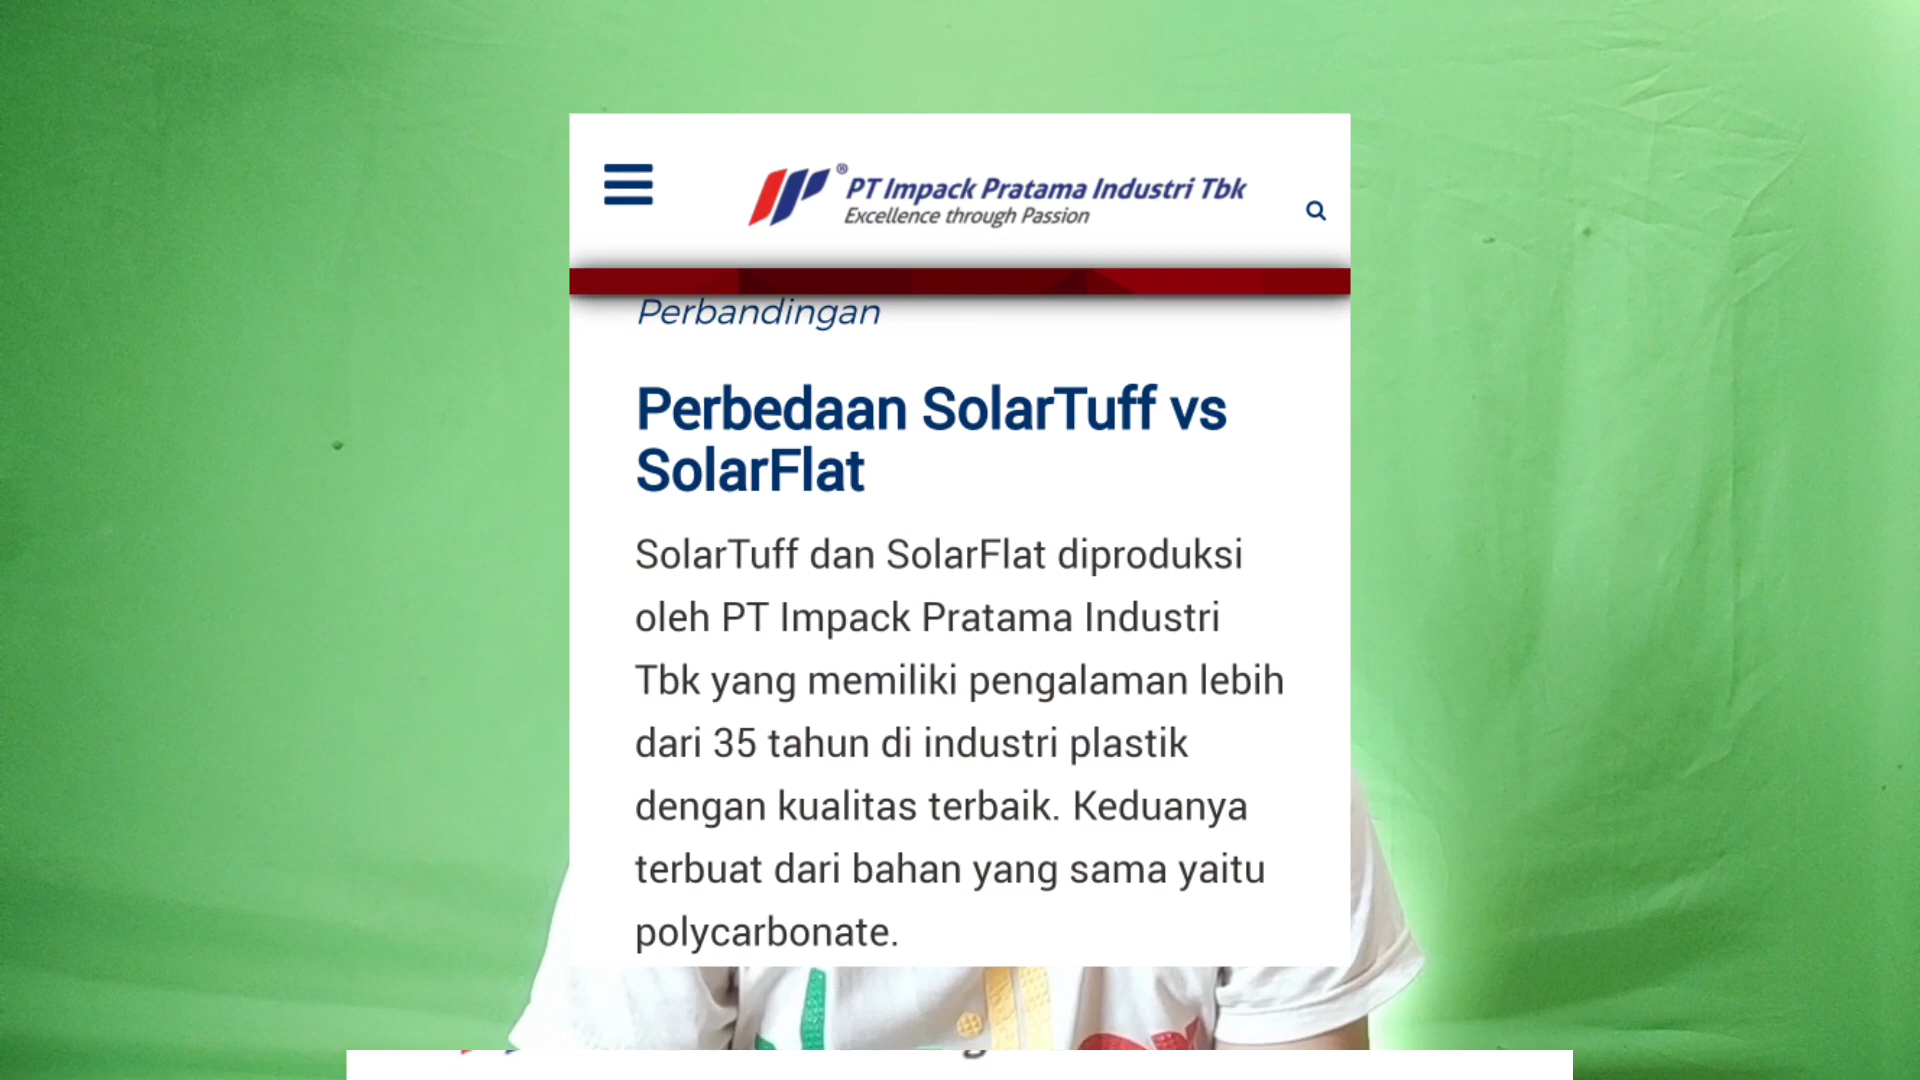 ® PT Impack Pratama Industri Tbk
Excellence through Passion
Perbandingan
Perbedaan SolarTuff vs
SolarFlat
SolarTuff dan SolarFlat diproduksi
oleh PT Impack Pratama Industri
Tbk yang memiliki pengalaman lebih
dari 35 tahun di industri plastik
dengan kualitas terbaik. Keduanya
terbuat dari bahan yang sama yaitu
polycarbonate.